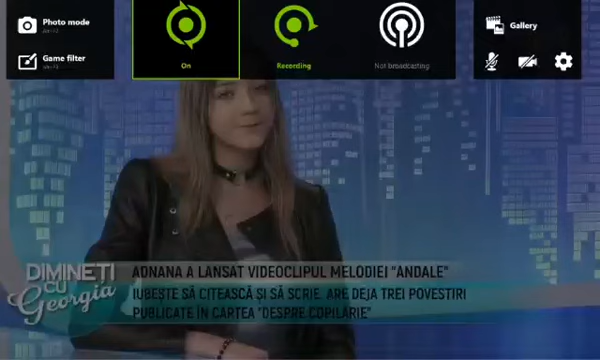 Photo mode
Game filter
On
Recording
Not broadcasting
Gallery
DIMINEȚI
CU
Georgia
ADNANA A LANSAT VIDEOCLIPUL MELODIEI "ANDALE"
IUBEȘTE SĂ CITEASCĂ ȘI SĂ SCRIE. ARE DEJA TREI POVESTIRI
PUBLICATE ÎN CARTEA "DESPRE COPILĂRIE"